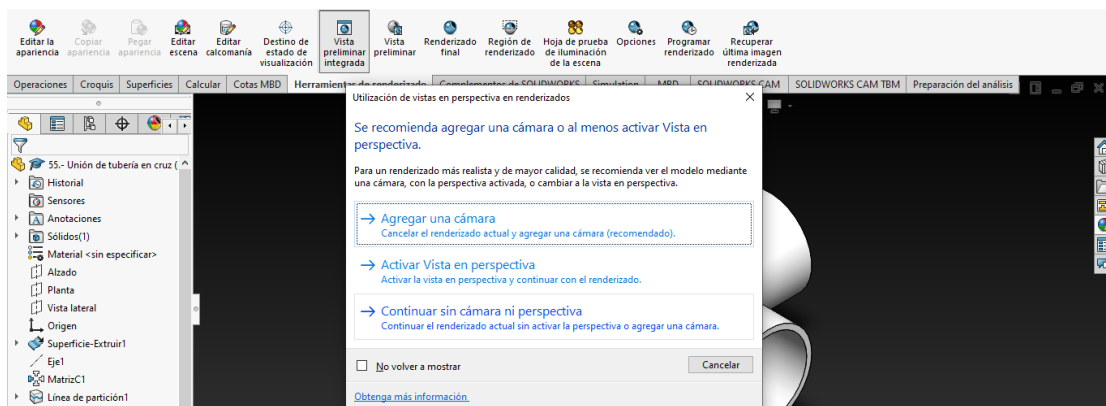 Editar la apariencia
Copiar apariencia
Pegar apariencia
Editar escena
Editar calcomanía
Destino de estado de visualización
Vista preliminar integrada
Vista preliminar
Renderizado final
Región de renderizado
Hoja de prueba de iluminación de la escena
Opciones
Programar renderizado
Recuperar última imagen renderizada
Operaciones Croquis Superficies Calcular Cotas MBD Herramientas de renderizado Complementos de SOLIDWORKS Simulation MBD SOLIDWORKS CAM SOLIDWORKS CAM TBM Preparación del análisis
Utilización de vistas en perspectiva en renderizados
Se recomienda agregar una cámara o al menos activar Vista en
perspectiva.
Para un renderizado más realista y de mayor calidad, se recomienda ver el modelo mediante
una cámara, con la perspectiva activada, o cambiar a la vista en perspectiva.
Agregar una cámara
Cancelar el renderizado actual y agregar una cámara (recomendado).
Activar Vista en perspectiva
Activar la vista en perspectiva y continuar con el renderizado.
Continuar sin cámara ni perspectiva
Continuar el renderizado actual sin activar la perspectiva o agregar una cámara.
No volver a mostrar
Cancelar
Obtenga más información
55.- Unión de tubería en cruz (
Historial
Sensores
Anotaciones
Sólidos(1)
Material <sin especificar>
Alzado
Planta
Vista lateral
Origen
Superficie-Extruir1
Eje1
MatrizC1
Línea de partición1